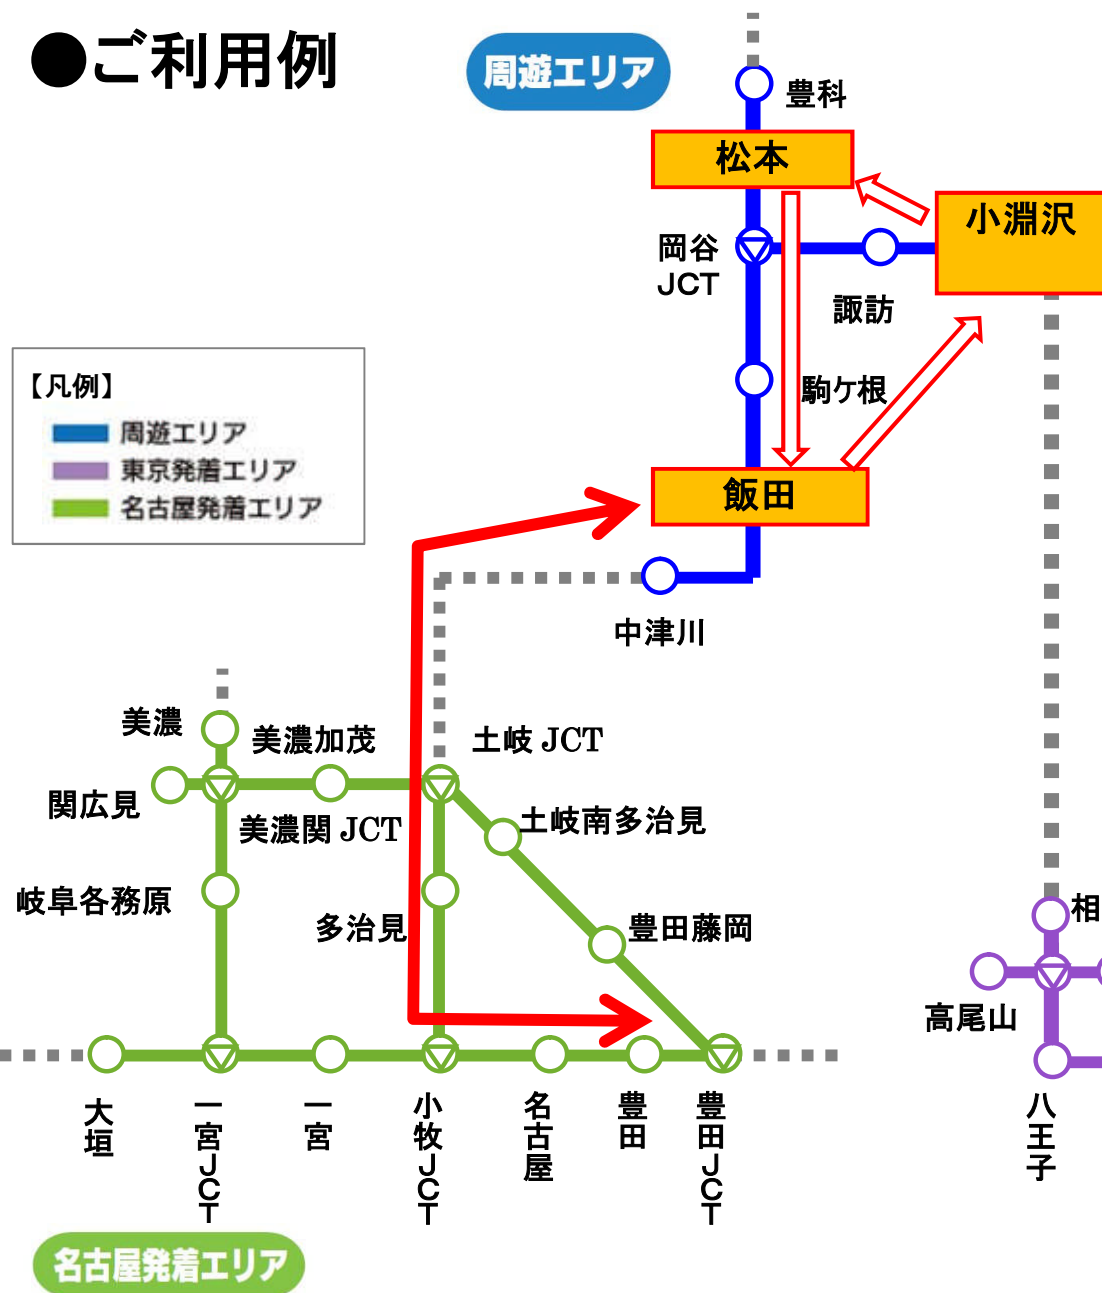 ●ご利用例
周遊エリア
豊科
松本
小淵沢
岡谷
JCT
諏訪
【凡例】
周遊エリア
東京発着エリア
名古屋発着エリア
駒ケ根
飯田
中津川
美濃
美濃加茂
土岐 JCT
関広見
美濃関 JCT
土岐南多治見
岐阜各務原
多治見
豊田藤岡
相
高尾山
大垣
一宮JCT
一宮
小牧JCT
名古屋
豊田
豊田JCT
八王子
名古屋発着エリア